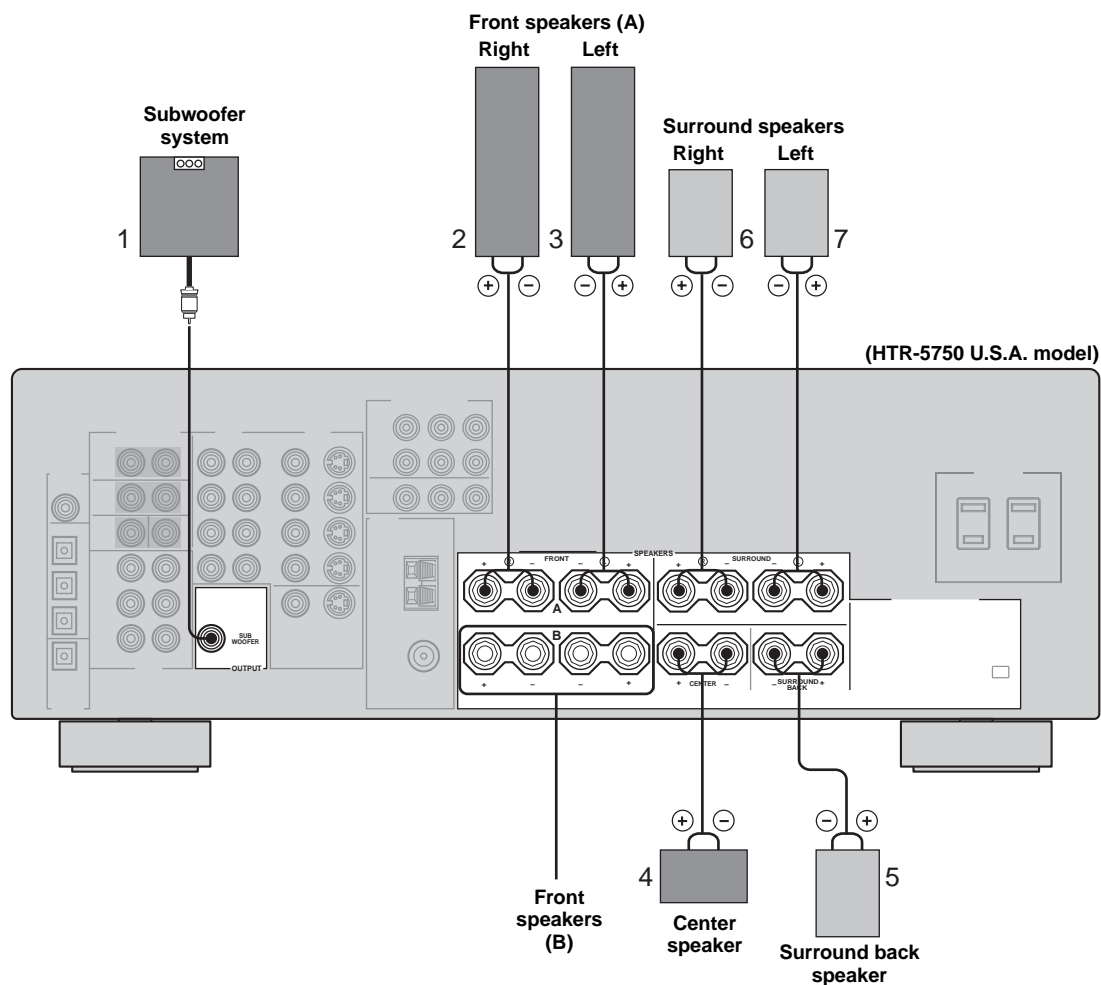 Front speakers (A)
Right Left
Subwoofer
system
Surround speakers
Right Left
1
2
3
6
7
+ − − + + − − +
(HTR-5750 U.S.A. model)
SPEAKERS
+ R − FRONT − L + + R − SURROUND − L +
A
B
SUB
WOOFER
OUTPUT
+ − − + + CENTER − − SURROUND +
BACK
+ − − +
4
5
Front
speakers
(B)
Center
speaker
Surround back
speaker